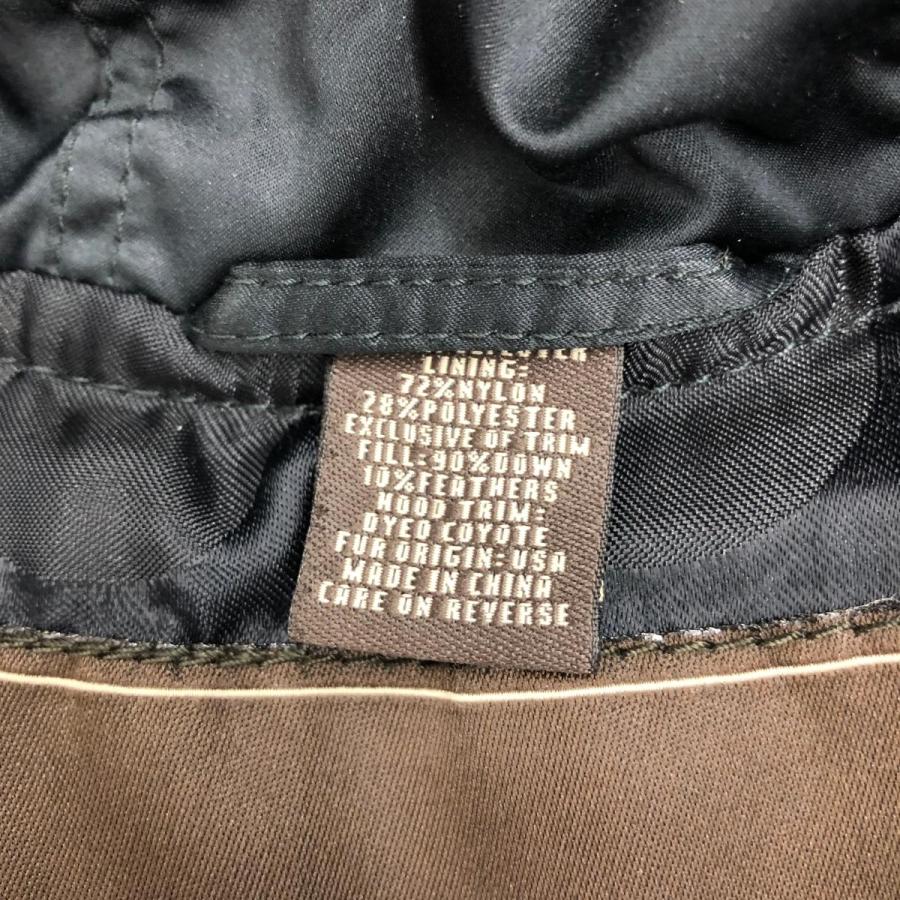 LINING:
72%NYLON
28%POLYESTER
EXCLUSIVE OF TRIM
FILL:90%DOWN
10%FEATHERS
HOOD TRIM:
DYED COYOTE
FUR ORIGIN: USA
MADE IN CHINA
CARE ON REVERSE